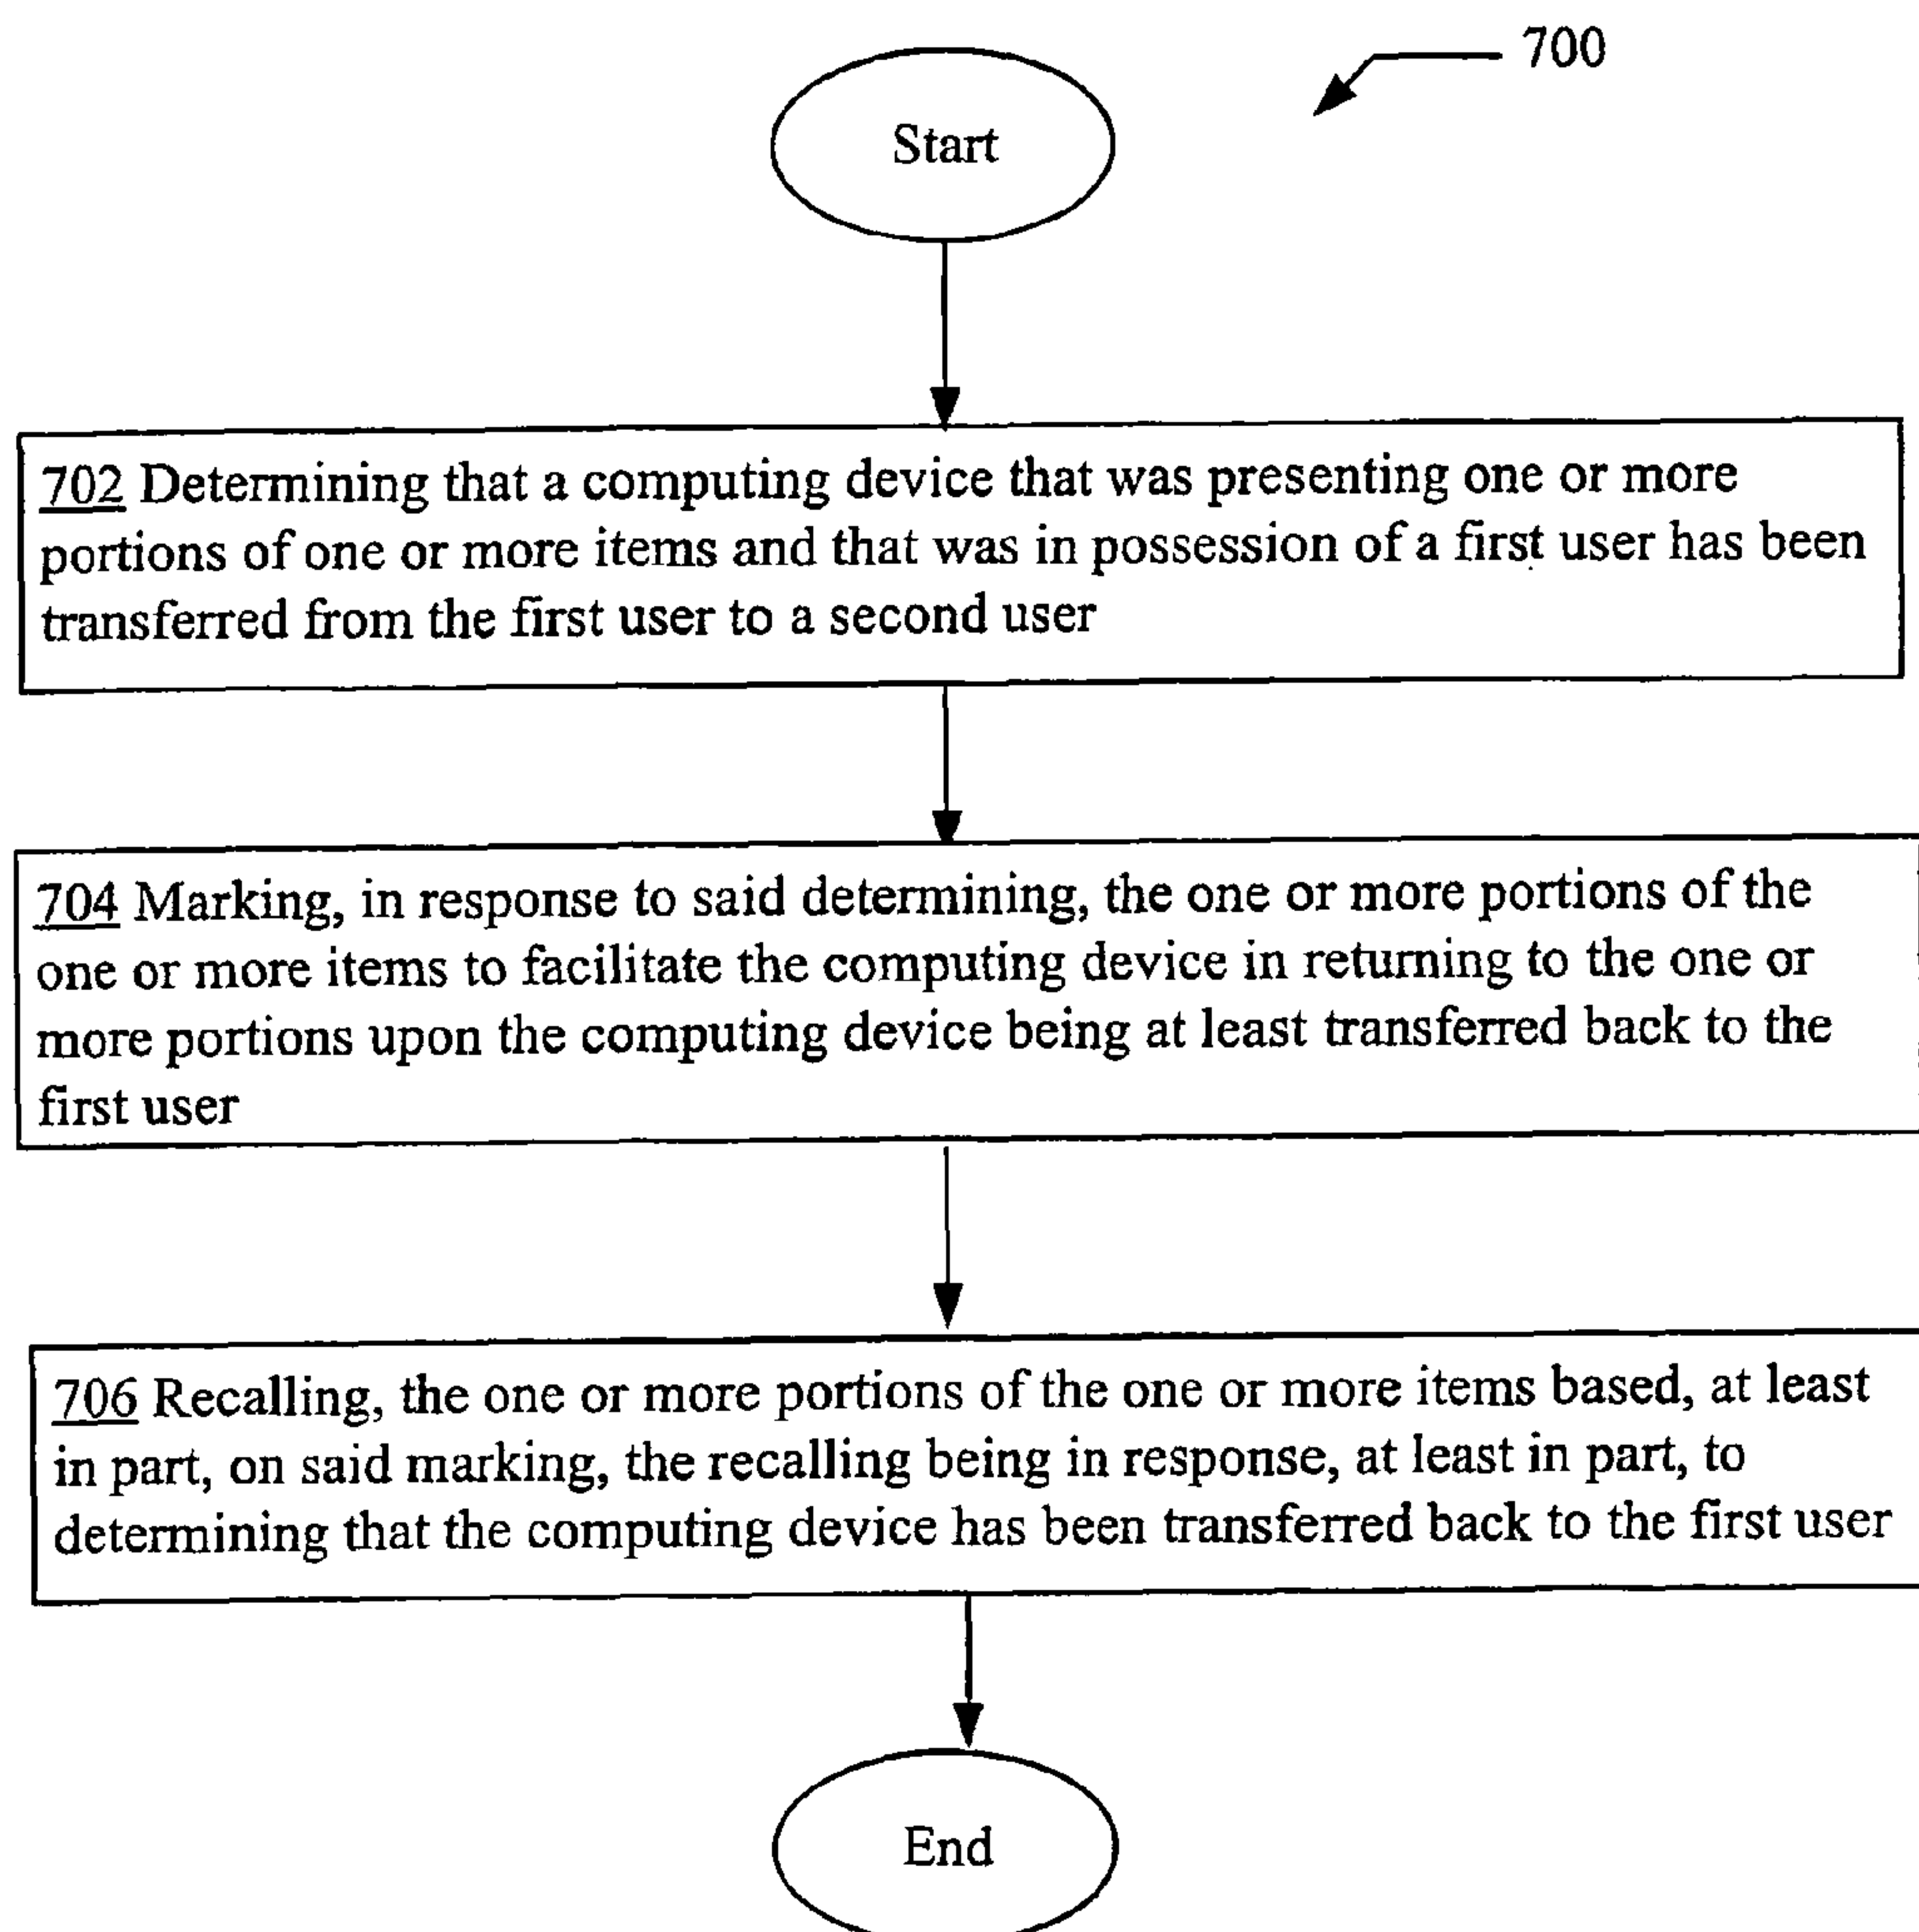 700
Start
702 Determining that a computing device that was presenting one or more
portions of one or more items and that was in possession of a first user has been
transferred from the first user to a second user
704 Marking, in response to said determining, the one or more portions of the
one or more items to facilitate the computing device in returning to the one or
more portions upon the computing device being at least transferred back to the
first user
706 Recalling, the one or more portions of the one or more items based, at least
in part, on said marking, the recalling being in response, at least in part, to
determining that the computing device has been transferred back to the first user
End